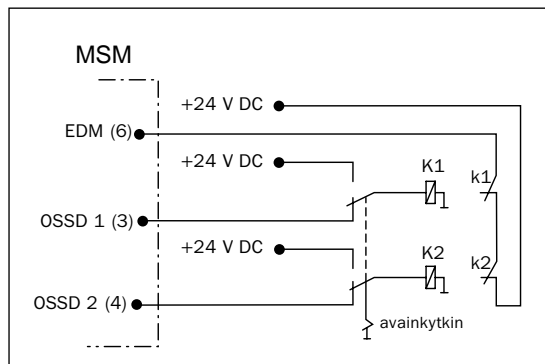 MSM
+24 V DC
EDM (6)
+24 V DC
K1
k1
OSSD 1 (3)
+24 V DC
K2
k2
OSSD 2 (4)
avainkytkin